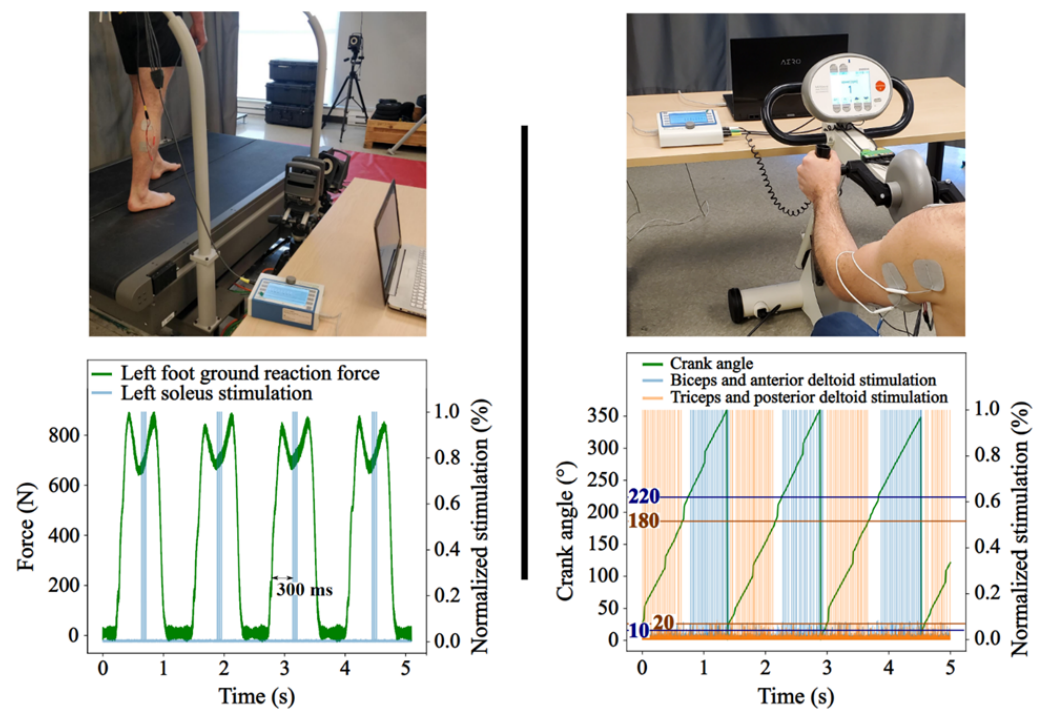 AERO
1
Left foot ground reaction force
Left soleus stimulation
Force (N)
800
600
400
200
0
300 ms
1.0
0.8
0.6
0.4
0.2
0.0
Normalized stimulation (%)
0 1 2 3 4 5
Time (s)
Crank angle
Biceps and anterior deltoid stimulation
Triceps and posterior deltoid stimulation
Crank angle (°)
350
300
250
200
150
100
50
0
220
180
20
10
1.0
0.8
0.6
0.4
0.2
0.0
Normalized stimulation (%)
0 1 2 3 4 5
Time (s)